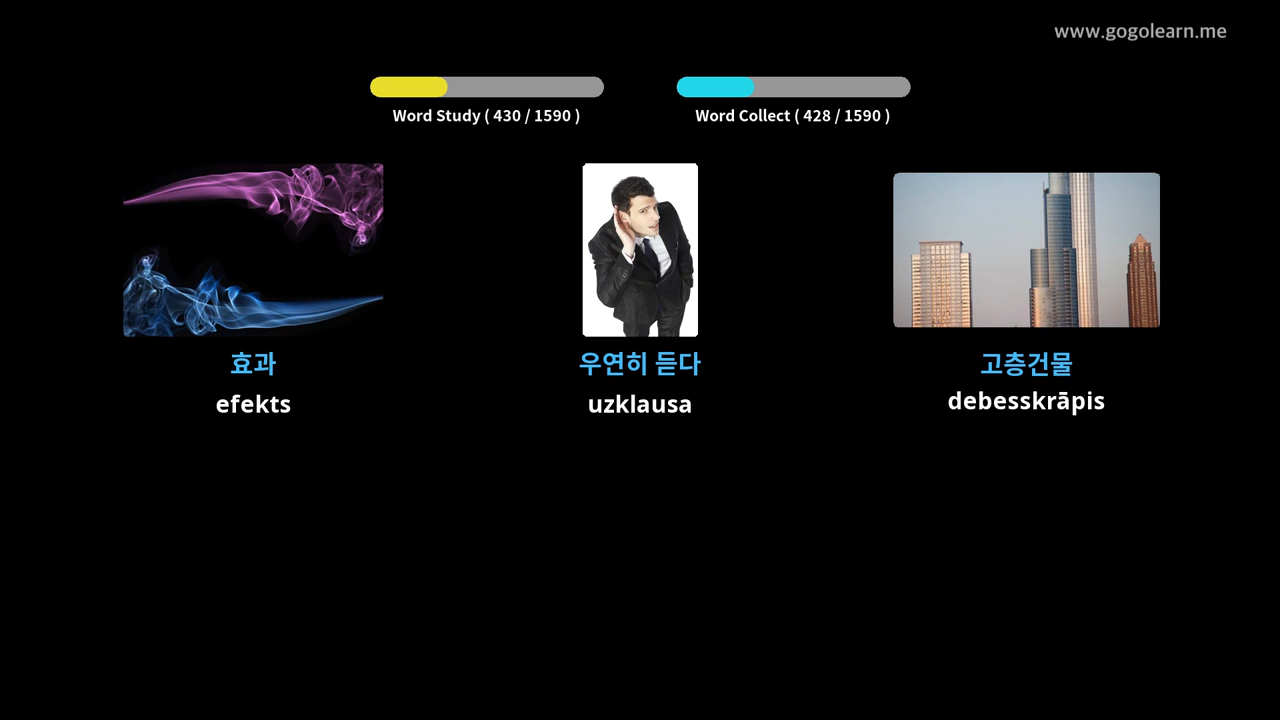 www.gogolearn.me
Word Study ( 430 / 1590 )
Word Collect ( 428 / 1590 )
효과
efekts
우연히 듣다
uzklausa
고층건물
debesskrāpis